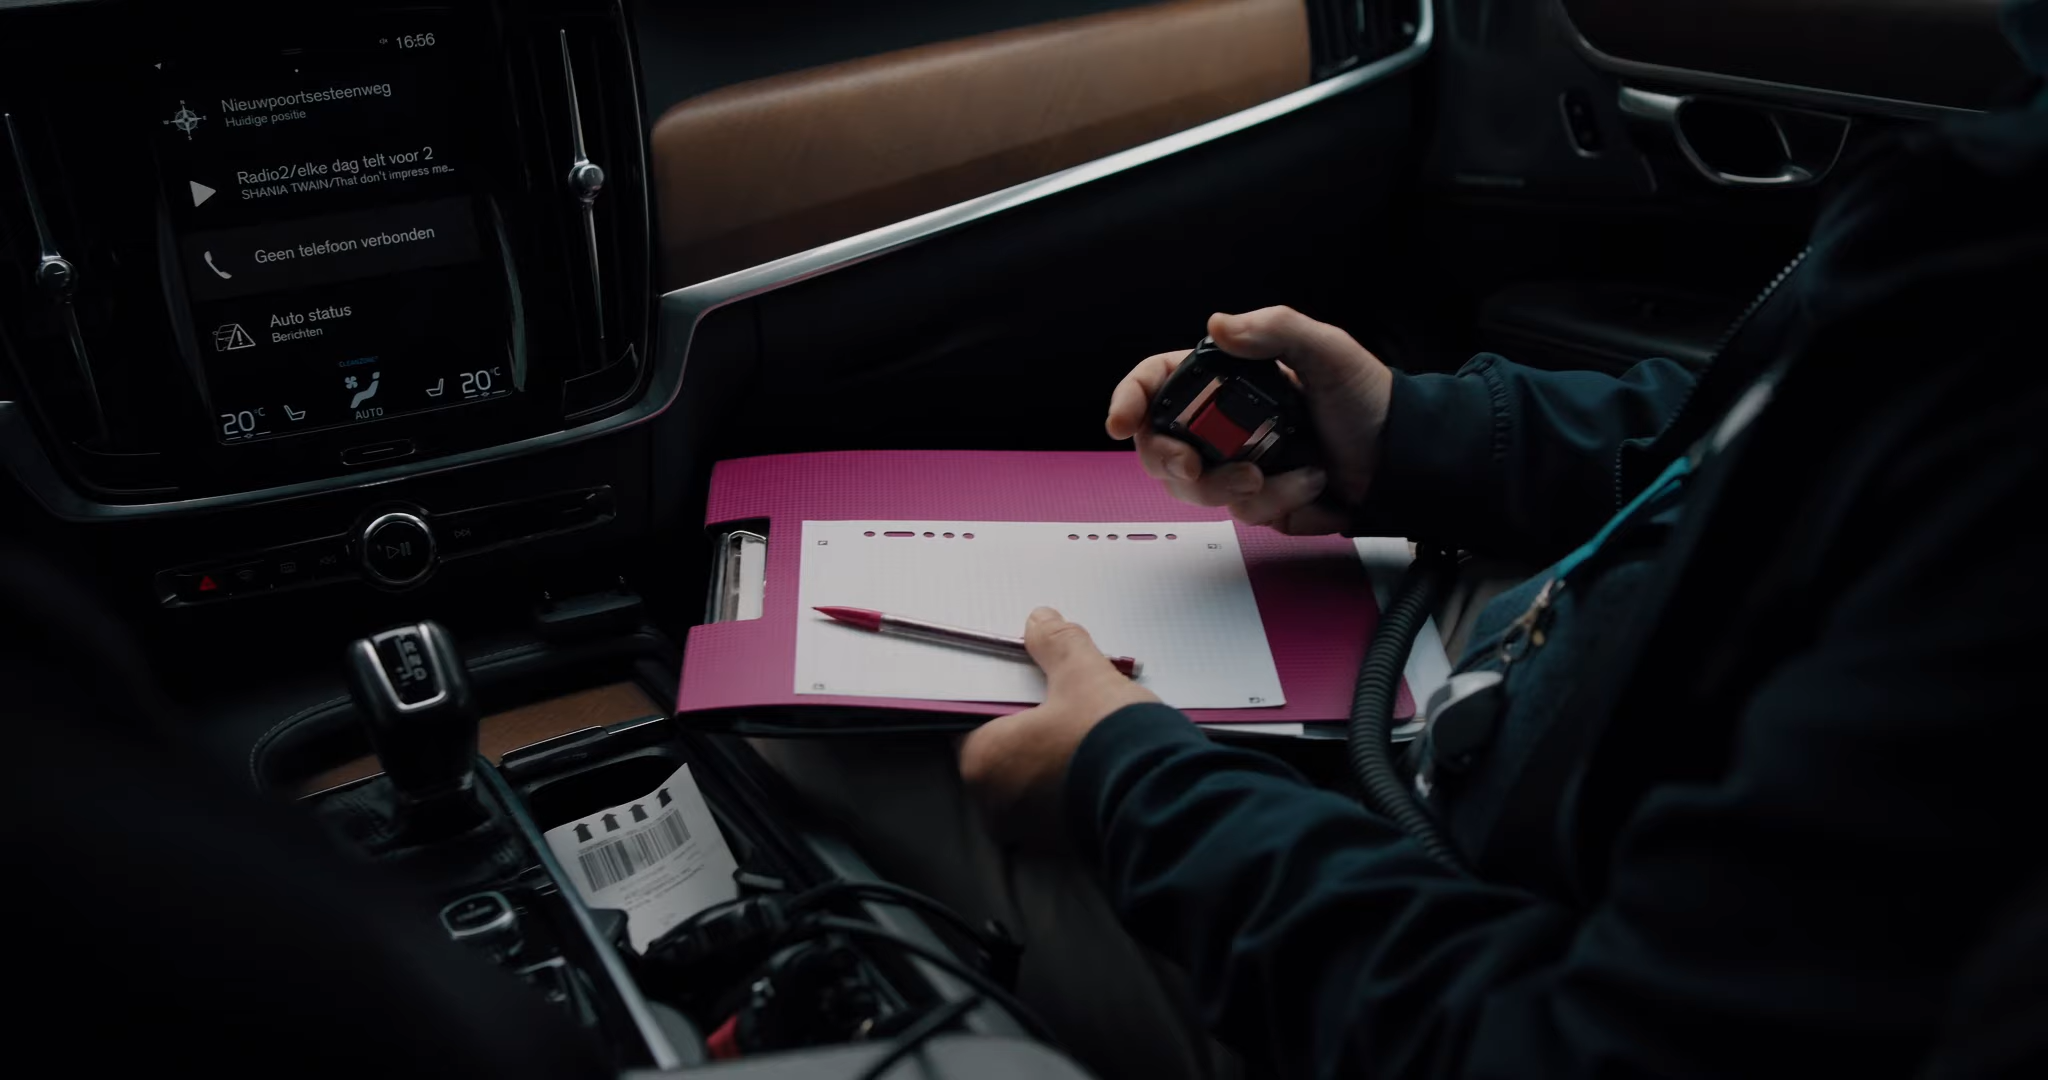 16:56
Nieuwpoortsesteenweg
Huidige positie
Radio2/elke dag telt voor 2
SHANIA TWAIN/That don't impress me…
Geen telefoon verbonden
Auto status
Berichten
CLEANZONE
20°C
AUTO
20°C